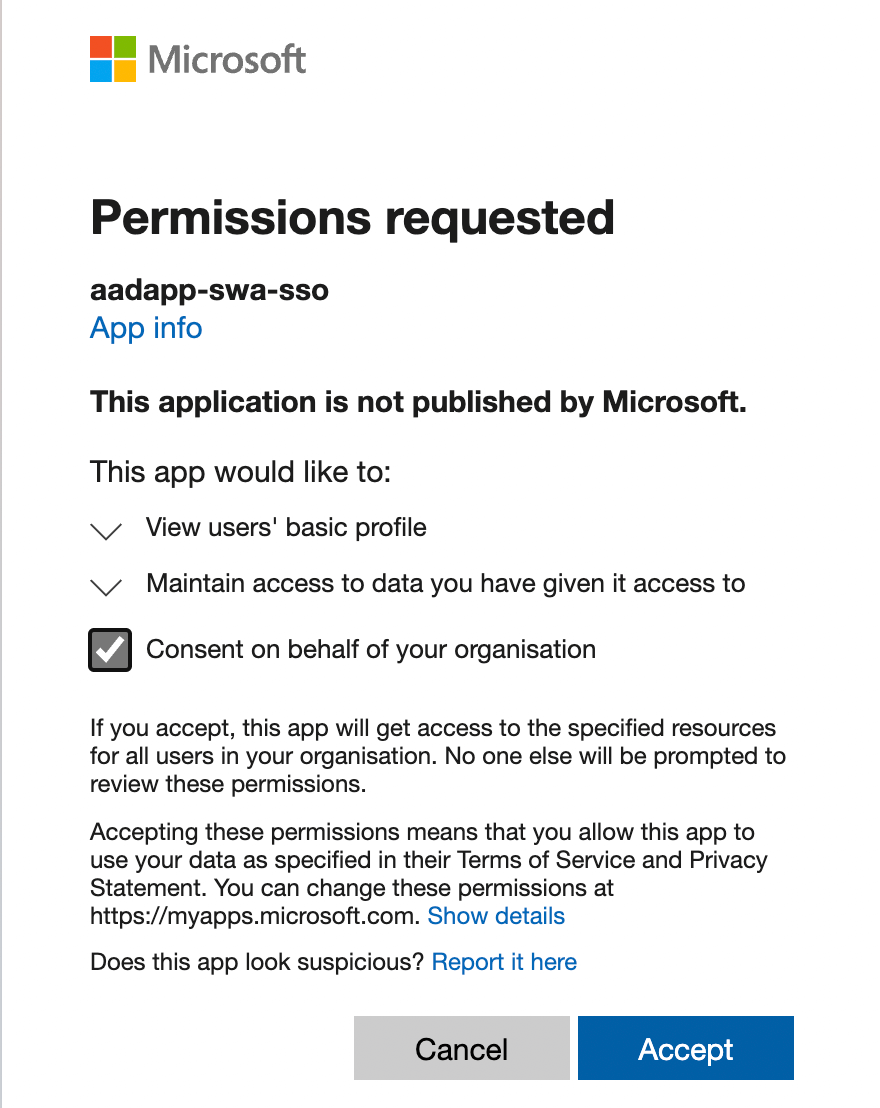 Microsoft
Permissions requested
aadapp-swa-sso
App info
This application is not published by Microsoft.
This app would like to:
View users' basic profile
Maintain access to data you have given it access to
Consent on behalf of your organisation
If you accept, this app will get access to the specified resources
for all users in your organisation. No one else will be prompted to
review these permissions.
Accepting these permissions means that you allow this app to
use your data as specified in their Terms of Service and Privacy
Statement. You can change these permissions at
https://myapps.microsoft.com. Show details
Does this app look suspicious? Report it here
Cancel Accept